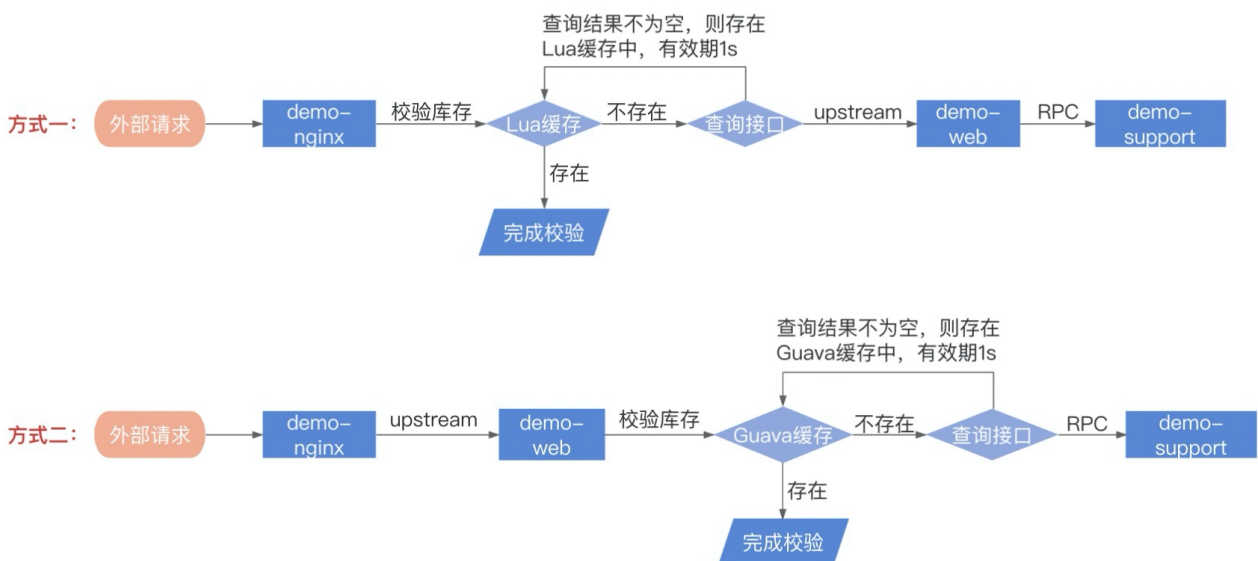 查询结果不为空，则存在
Lua缓存中，有效期1s
方式一：
外部请求
demo-
nginx
校验库存
Lua缓存
不存在
查询接口
upstream
demo-
web
RPC
demo-
support
存在
完成校验
查询结果不为空，则存在
Guava缓存中，有效期1s
方式二：
外部请求
demo-
nginx
upstream
demo-
web
校验库存
Guava缓存
不存在
查询接口
RPC
demo-
support
存在
完成校验